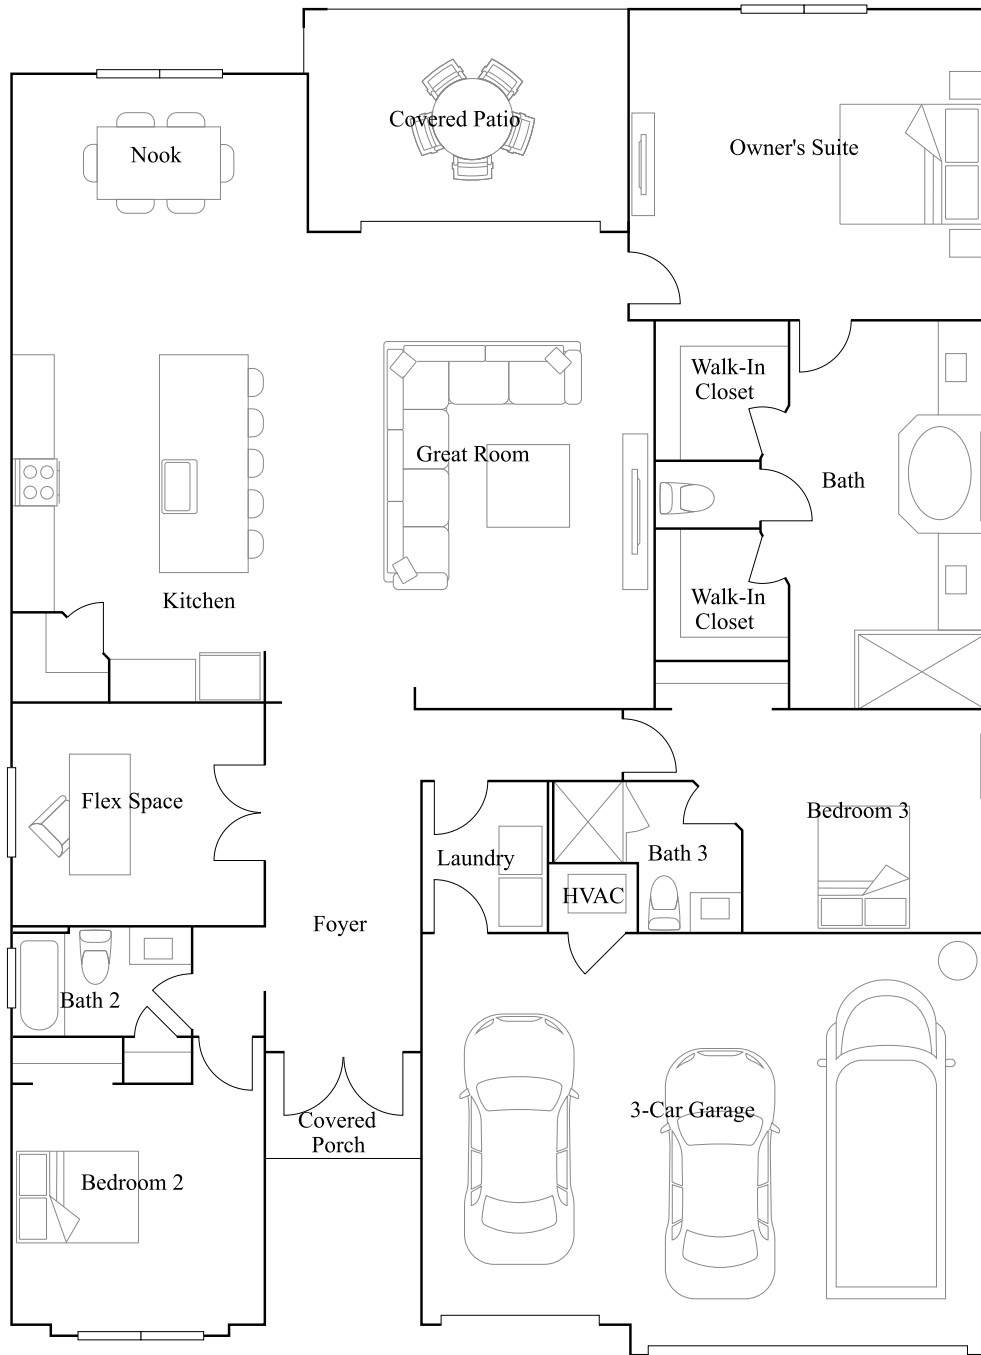 Covered Patio
Nook
Owner's Suite
Walk-In
Closet
Great Room
Bath
Kitchen
Walk-In
Closet
Flex Space
Bedroom 3
Laundry
Bath 3
HVAC
Foyer
Bath 2
3-Car Garage
Covered
Porch
Bedroom 2